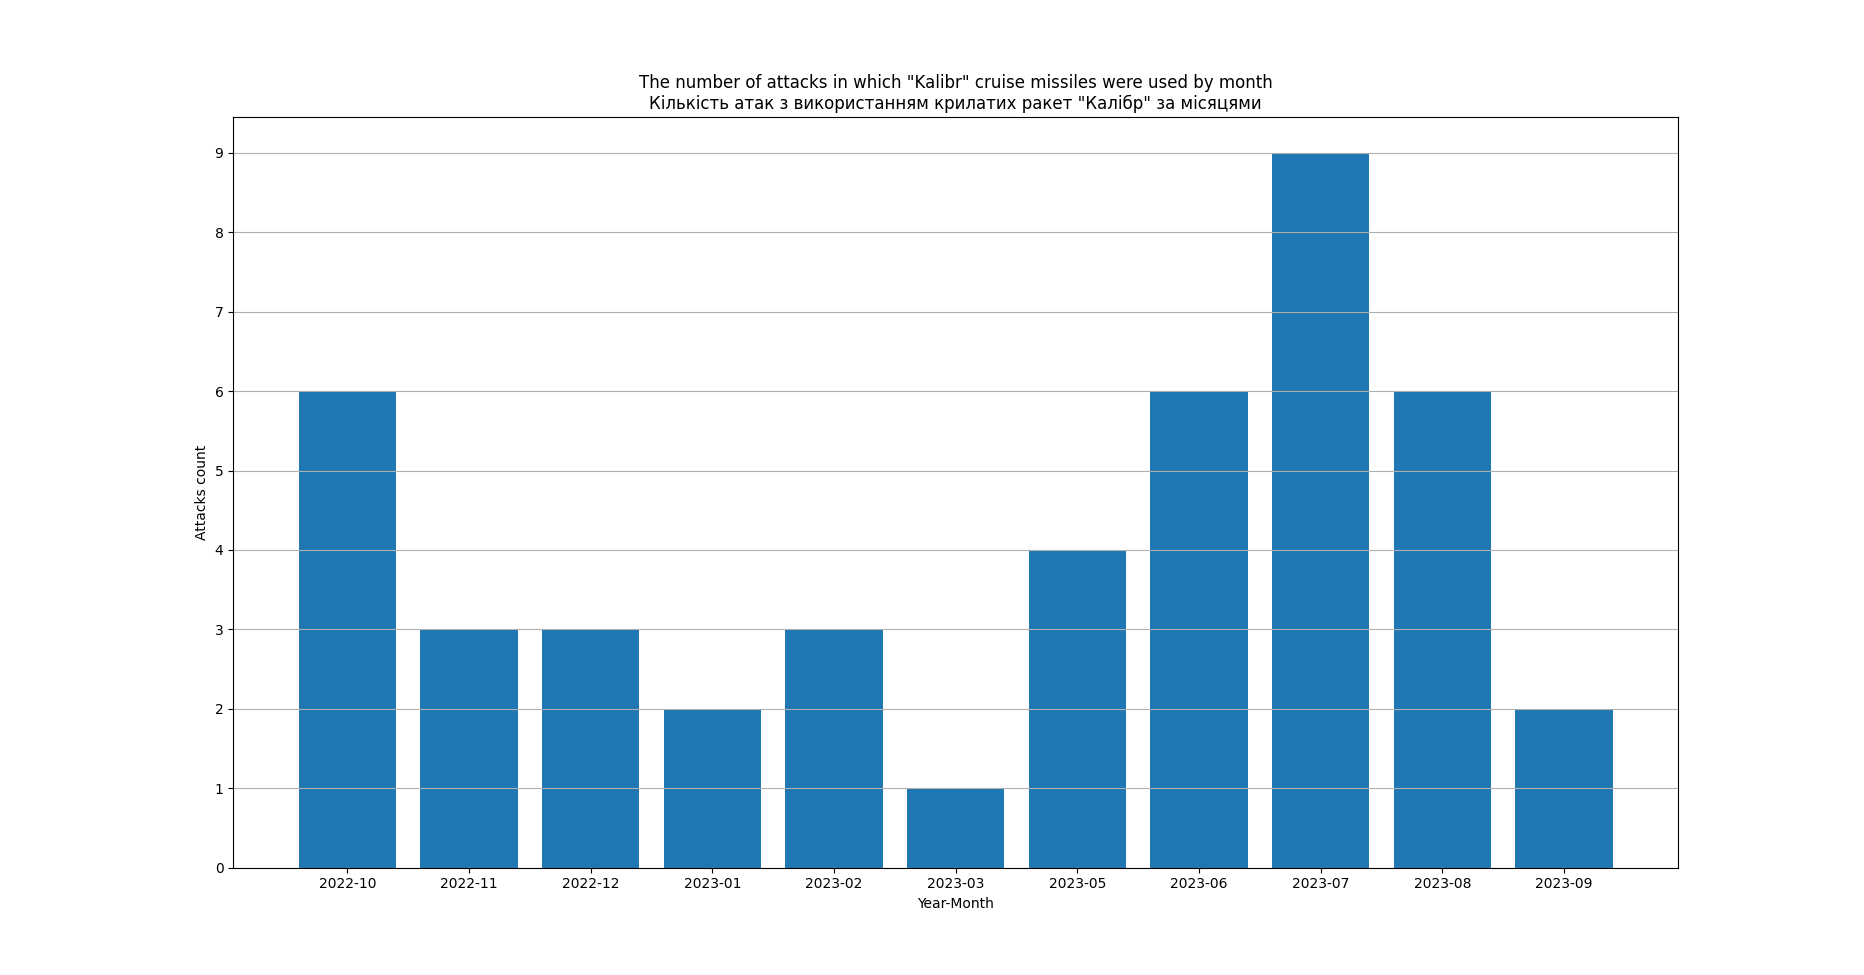 The number of attacks in which "Kalibr" cruise missiles were used by month
Кількість атак з використанням крилатих ракет "Калібр" за місяцями
9
8
7
6
5
4
3
2
1
0
Attacks count
2022-10 2022-11 2022-12 2023-01 2023-02 2023-03 2023-05 2023-06 2023-07 2023-08 2023-09
Year-Month